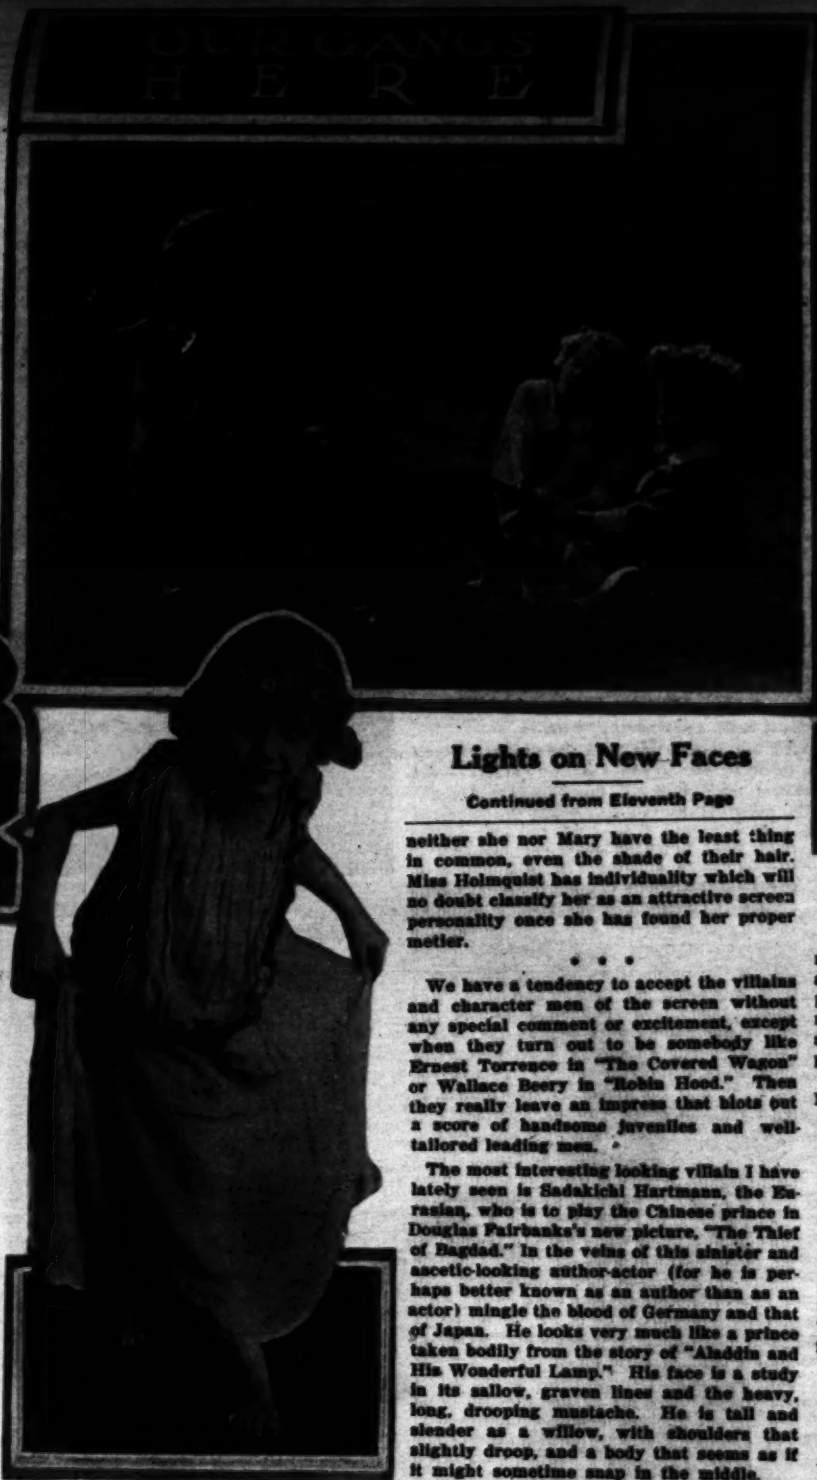 OUR GANGS
HERE
Lights on New Faces
Continued from Eleventh Page
neither she nor Mary have the least thing
in common, even the shade of their hair.
Miss Holmquist has individuality which will
no doubt classify her as an attractive screen
personality once she has found her proper
metier.
* * *
We have a tendency to accept the villains
and character men of the screen without
any special comment or excitement, except
when they turn out to be somebody like
Ernest Torrence in "The Covered Wagon"
or Wallace Beery in "Robin Hood." Then
they really leave an impress that blots out
a score of handsome juveniles and well-
tailored leading men.
The most interesting looking villain I have
lately seen is Sadakichi Hartmann, the Eu-
rasian, who is to play the Chinese prince in
Douglas Fairbanks's new picture, "The Thief
of Bagdad." In the veins of this sinister and
ascetic-looking author-actor (for he is per-
haps better known as an author than as an
actor) mingle the blood of Germany and that
of Japan. He looks very much like a prince
taken bodily from the story of "Aladdin and
His Wonderful Lamp." His face is a study
in its sallow, graven lines and the heavy,
long, drooping mustache. He is tall and
slender as a willow, with shoulders that
slightly droop, and a body that seems as if
it might sometime snap in the middle